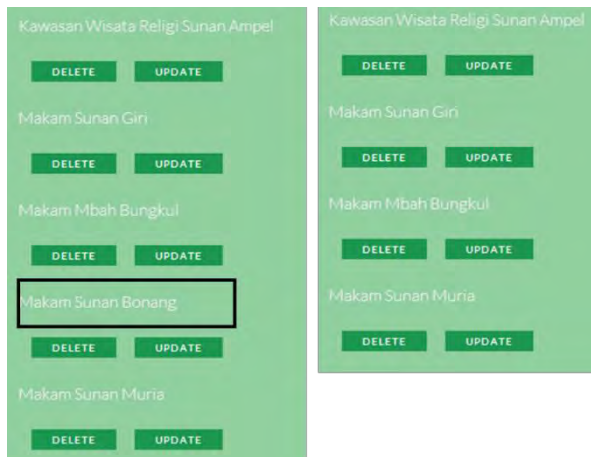 Kawasan Wisata Religi Sunan Ampel
DELETE UPDATE
Makam Sunan Giri
DELETE UPDATE
Makam Mbah Bungkul
DELETE UPDATE
Makam Sunan Bonang
DELETE UPDATE
Makam Sunan Muria
DELETE UPDATE
Kawasan Wisata Religi Sunan Ampel
DELETE UPDATE
Makam Sunan Giri
DELETE UPDATE
Makam Mbah Bungkul
DELETE UPDATE
Makam Sunan Muria
DELETE UPDATE